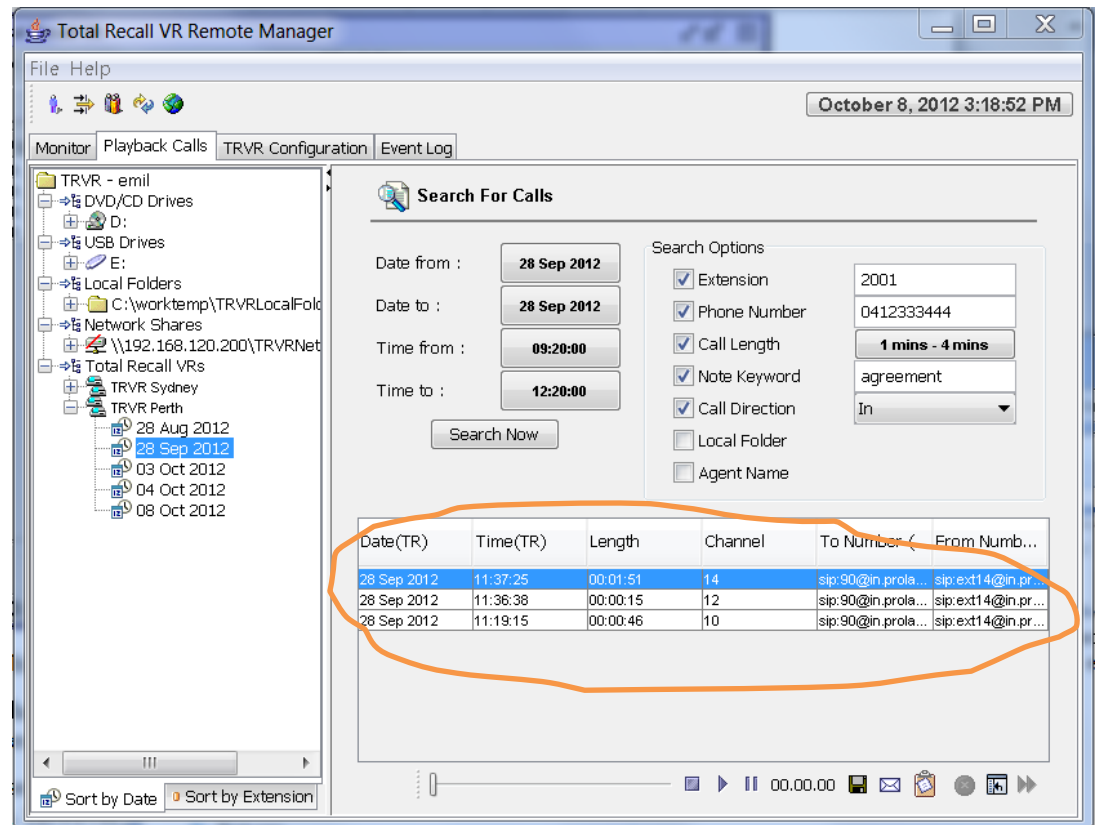 Total Recall VR Remote Manager
File Help
October 8, 2012 3:18:52 PM
Monitor Playback Calls TRVR Configuration Event Log
TRVR - emil
DVD/CD Drives
D:
USB Drives
E:
Local Folders
C:\worktemp\TRVRLocalFold
Network Shares
\\192.168.120.200\TRVRNet
Total Recall VRs
TRVR Sydney
TRVR Perth
28 Aug 2012
28 Sep 2012
03 Oct 2012
04 Oct 2012
08 Oct 2012
Sort by Date Sort by Extension
Search For Calls
Date from : 28 Sep 2012
Date to : 28 Sep 2012
Time from : 09:20:00
Time to : 12:20:00
Search Now
Search Options
Extension 2001
Phone Number 0412333444
Call Length 1 mins - 4 mins
Note Keyword agreement
Call Direction In
Local Folder
Agent Name
Date(TR) Time(TR) Length Channel To Number (... From Numb...
28 Sep 2012 11:37:25 00:01:51 14 sip:90@in.prola... sip:ext14@in.pr...
28 Sep 2012 11:36:38 00:00:15 12 sip:90@in.prola... sip:ext14@in.pr...
28 Sep 2012 11:19:15 00:00:46 10 sip:90@in.prola... sip:ext14@in.pr...
00.00.00